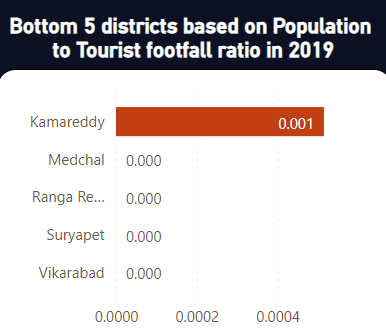 Bottom 5 districts based on Population
to Tourist footfall ratio in 2019
Kamareddy 0.001
Medchal 0.000
Ranga Re... 0.000
Suryapet 0.000
Vikarabad 0.000
0.0000 0.0002 0.0004